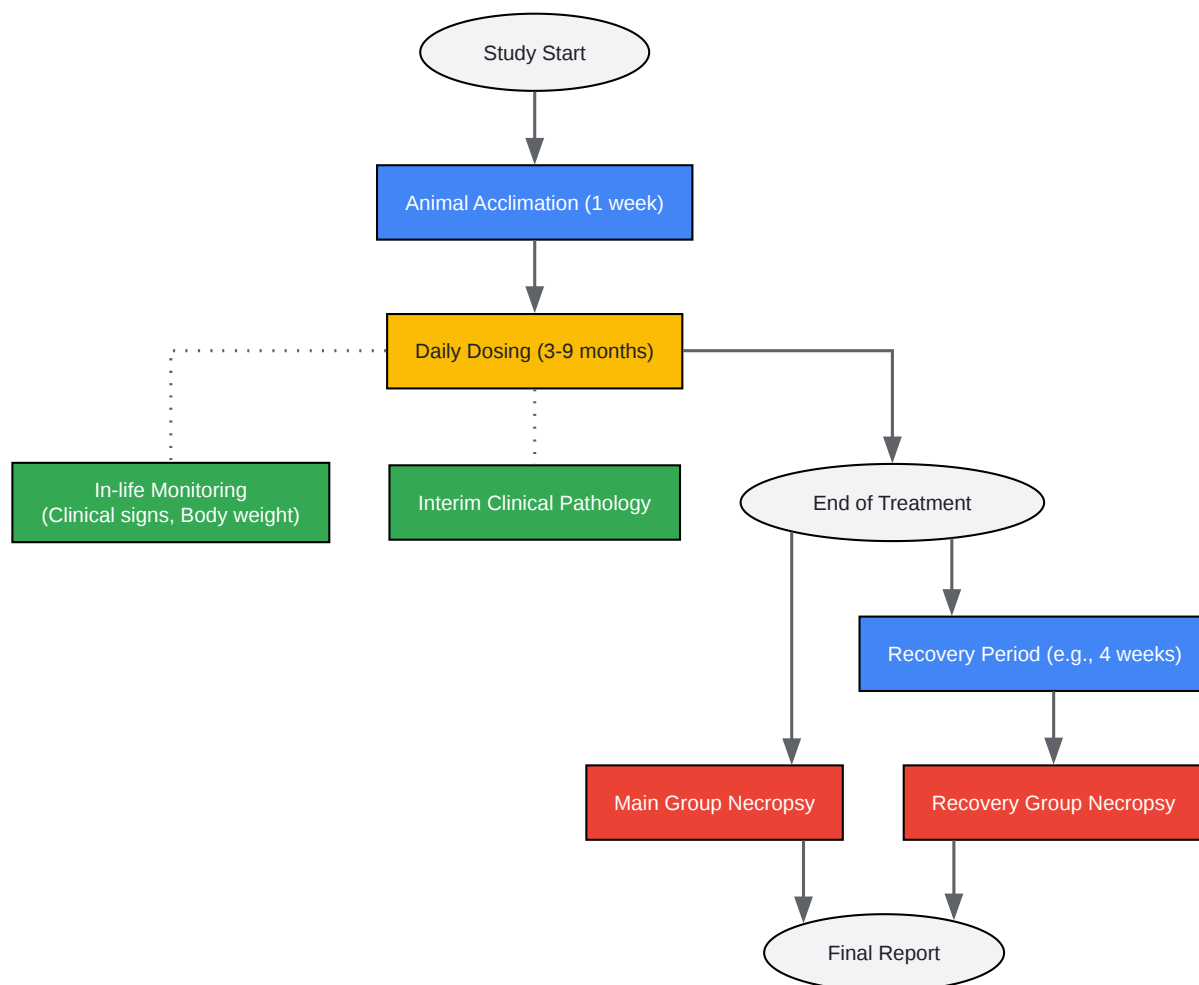 Study Start
Animal Acclimation (1 week)
Daily Dosing (3-9 months)
In-life Monitoring
(Clinical signs, Body weight)
Interim Clinical Pathology
End of Treatment
Recovery Period (e.g., 4 weeks)
Main Group Necropsy
Recovery Group Necropsy
Final Report